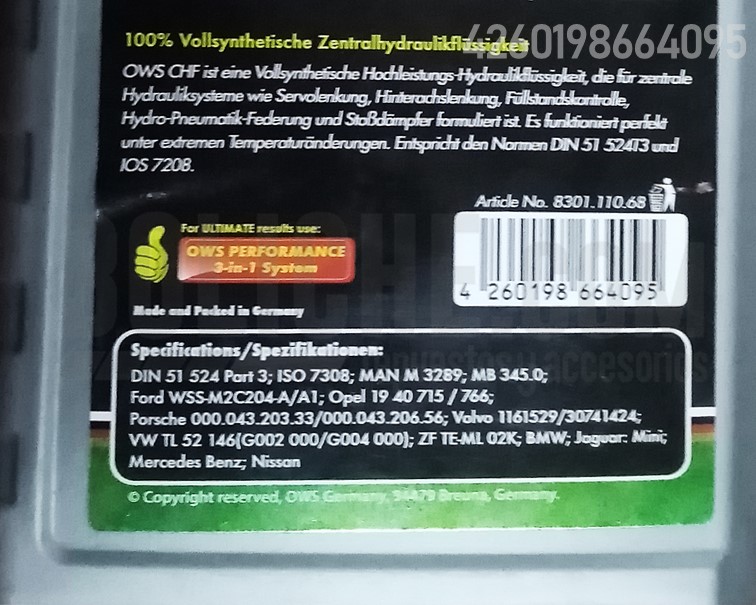 4260198664095
100% Vollsynthetische Zentralhydraulikflüssigkeit
OWS CHF ist eine Vollsynthetische Hochleistungs-Hydraulikflüssigkeit, die für zentrale
Hydrauliksysteme wie Servolenkung, Hinterachslenkung, Füllstandskontrolle,
Hydro-Pneumatik-Federung und Stoßdämpfer formuliert ist. Es funktioniert perfekt
unter extremen Temperaturänderungen. Entspricht den Normen DIN 51 524T3 und
IOS 7208.
Article No. 8301.110.68
For ULTIMATE results use:
OWS PERFORMANCE
3-in-1 System
4 260198 664095
Made and Packed in Germany
.COM
repuestos y accesorios
Specifications/Spezifikationen:
DIN 51 524 Part 3; ISO 7308; MAN M 3289; MB 345.0;
Ford WSS-M2C204-A/A1; Opel 19 40 715 / 766;
Porsche 000.043.203.33/000.043.206.56; Valvo 1161529/30741424;
VW TL 52 146(G002 000/G004 000); ZF TE-ML 02K; BMW; Jaguar: Mini;
Mercedes Benz; Nissan
© Copyright reserved, OWS Germany, 34479 Breuna, Germany.